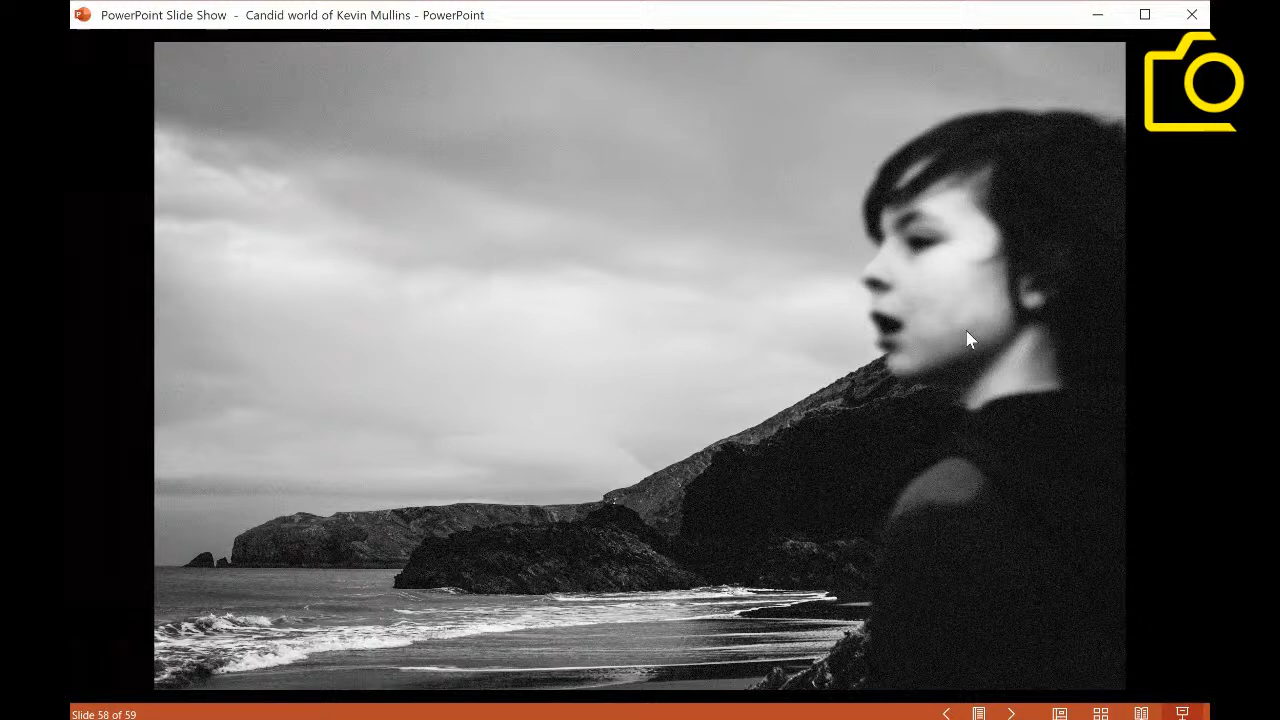 PowerPoint Slide Show - Candid world of Kevin Mullins - PowerPoint
Slide 58 of 59